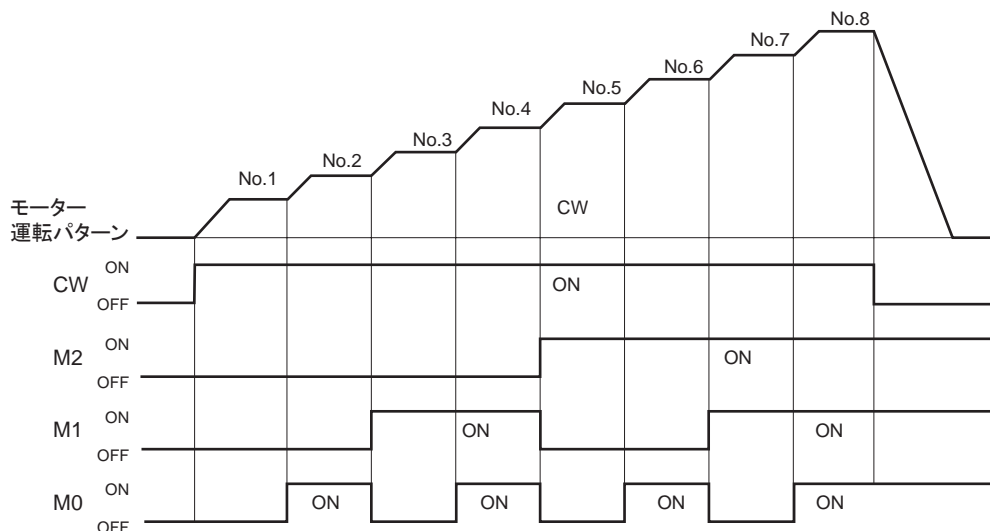 No.8
No.7
No.6
No.5
No.4
No.3
No.2
No.1
モーター
運転パターン
CW
CW
ON
OFF
ON
M2
ON
OFF
ON
M1
ON
OFF
ON
ON
M0
ON
OFF
ON
ON
ON
ON